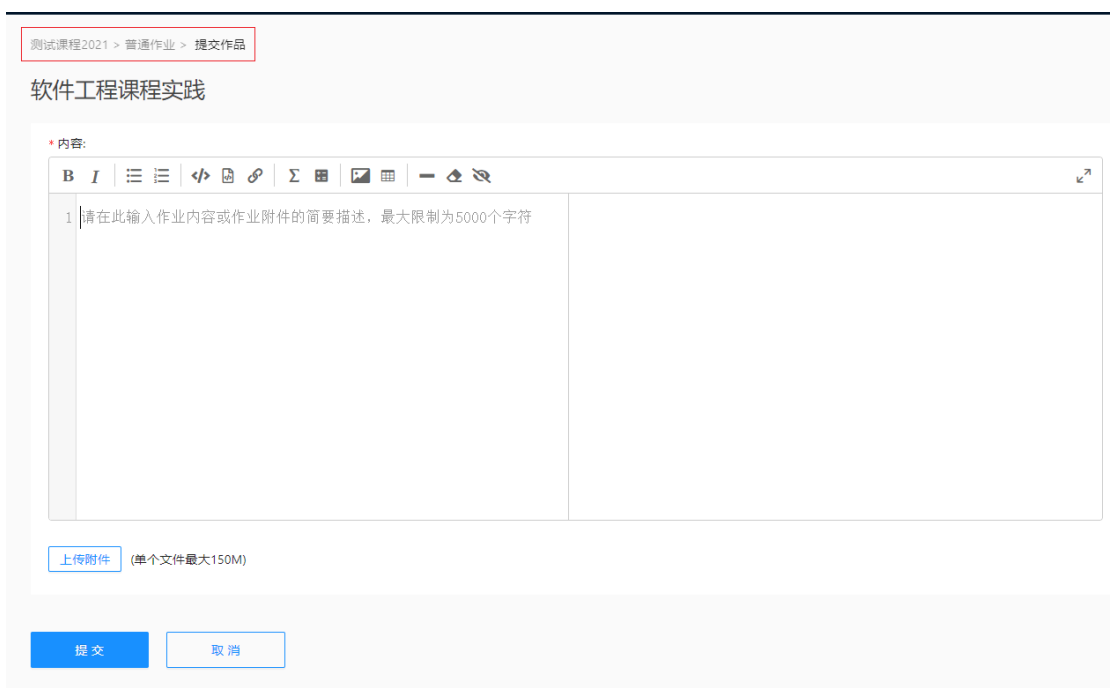 测试课程2021 > 普通作业 > 提交作品
软件工程课程实践
* 内容:
B I Σ
1 请在此输入作业内容或作业附件的简要描述，最大限制为5000个字符
上传附件 (单个文件最大150M)
提交 取消